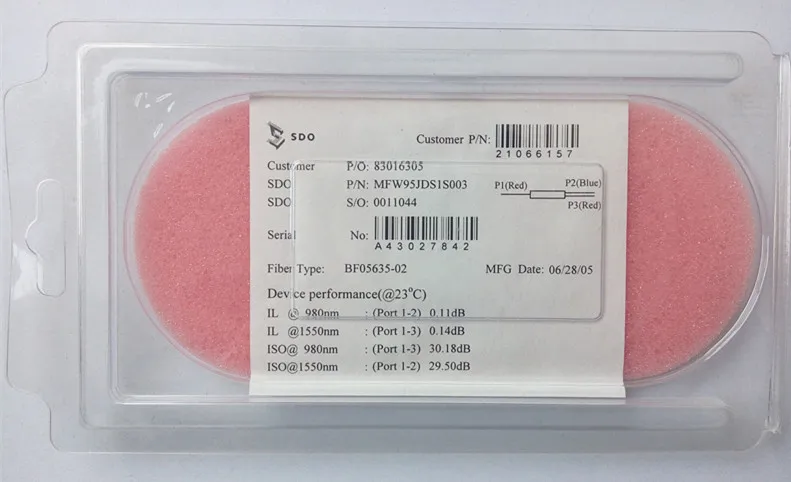 SDO
Customer P/N:
21066157
Customer P/O: 83016305
SDO P/N: MFW95JDS1S003
P1(Red) P2(Blue)
P3(Red)
SDO S/O: 0011044
Serial No:
A43027842
Fiber Type: BF05635-02 MFG Date: 06/28/05
Device performance(@23°C)
IL @ 980nm : (Port 1-2) 0.11dB
IL @1550nm : (Port 1-3) 0.14dB
ISO@ 980nm : (Port 1-3) 30.18dB
ISO@1550nm : (Port 1-2) 29.50dB